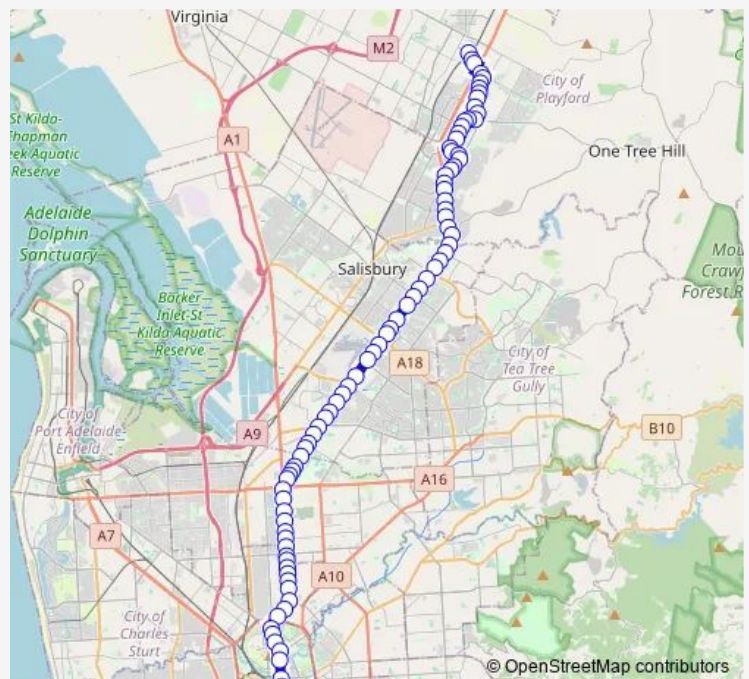 Virginia
M2
City of
Playford
St Kilda-
Chapman
eek Aquatic
Reserve
A1
One Tree Hill
Adelaide
Dolphin
Sanctuary
Mou
Crawf
Forest R
Salisbury
Barker
Inlet-St
Kilda Aquatic
Reserve
A18
City of
Tea Tree
Gully
City of
Port Adelaide-
Enfield
A9
B10
A16
A7
A10
City of
Charles
Sturt
© OpenStreetMap contributors